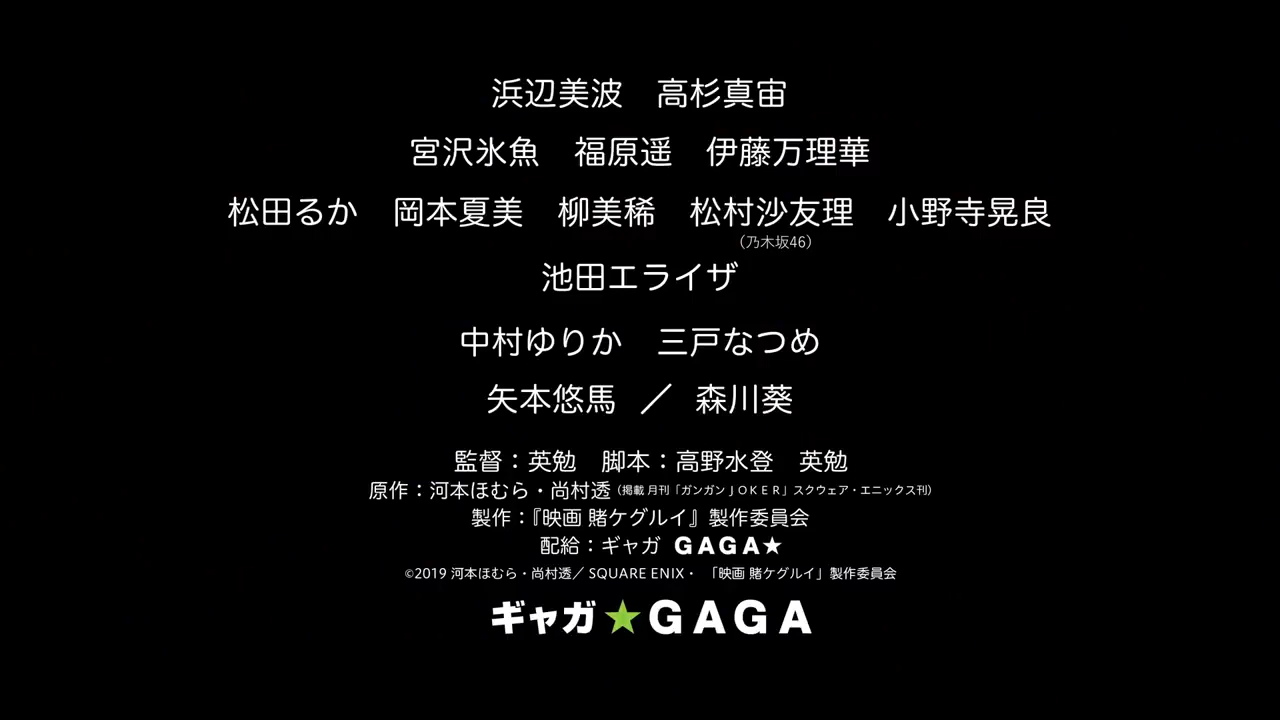 浜辺美波　高杉真宙
宮沢氷魚　福原遥　伊藤万理華
松田るか　岡本夏美　柳美稀　松村沙友理　小野寺晃良
（乃木坂46）
池田エライザ
中村ゆりか　三戸なつめ
矢本悠馬　／　森川葵
監督：英勉　脚本：高野水登　英勉
原作：河本ほむら・尚村透（掲載 月刊「ガンガンＪＯＫＥＲ」スクウェア・エニックス刊）
製作：『映画 賭ケグルイ』製作委員会
配給：ギャガ GAGA★
©2019 河本ほむら・尚村透／ SQUARE ENIX・「映画 賭ケグルイ」製作委員会
ギャガ★GAGA